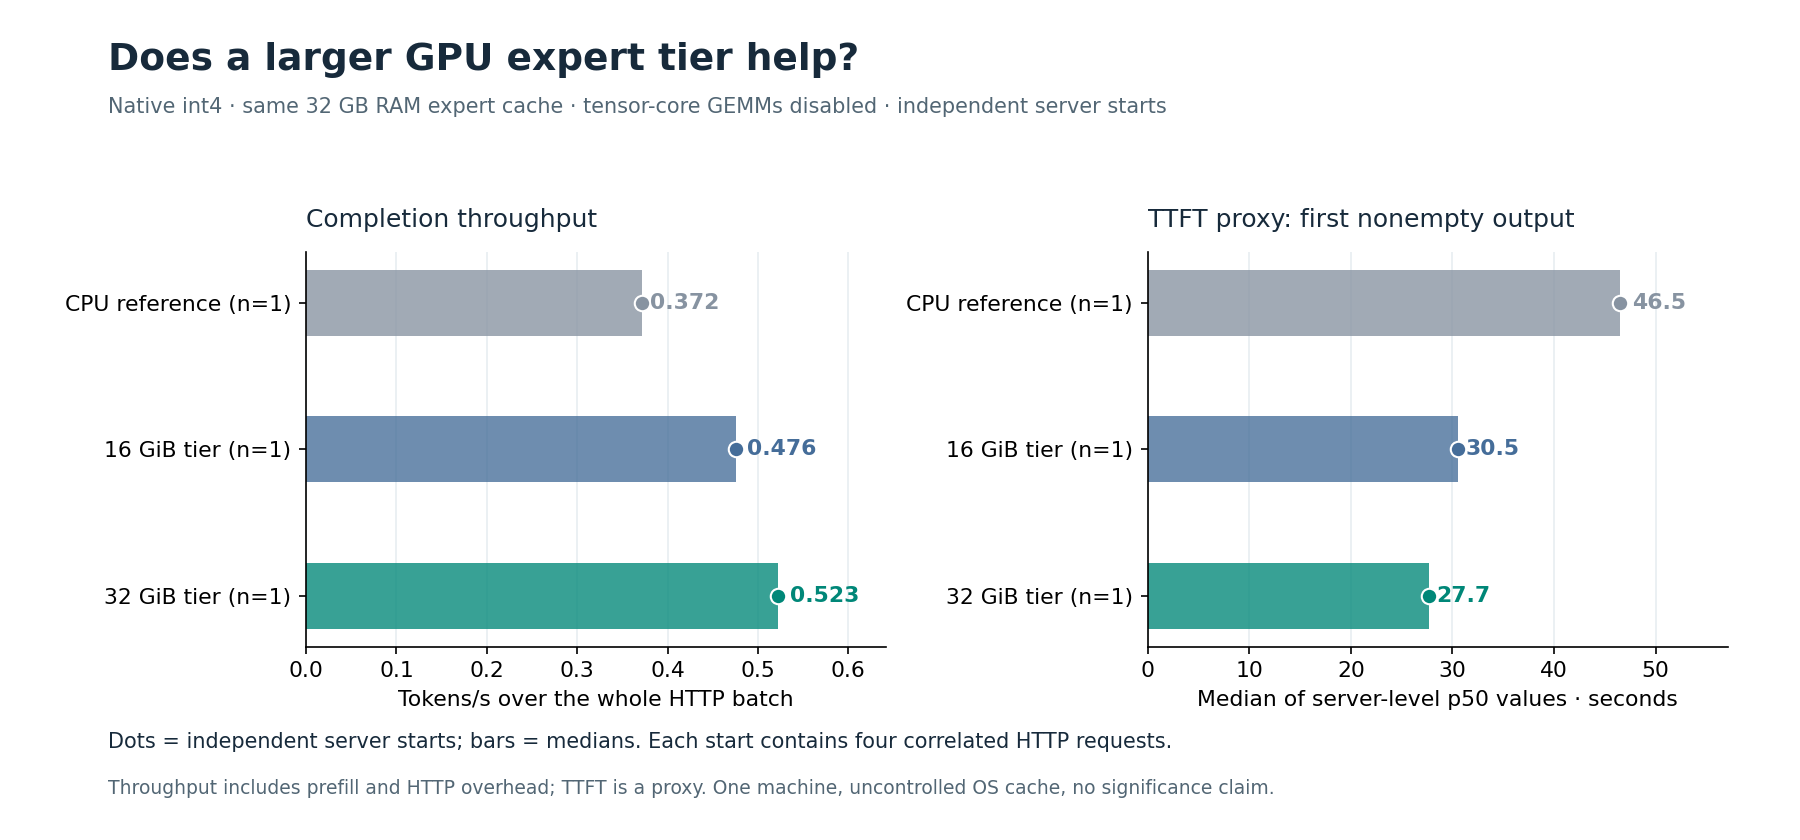 Does a larger GPU expert tier help?
Native int4 · same 32 GB RAM expert cache · tensor-core GEMMs disabled · independent server starts
Completion throughput
CPU reference (n=1)
0.372
16 GiB tier (n=1)
0.476
32 GiB tier (n=1)
0.523
0.0 0.1 0.2 0.3 0.4 0.5 0.6
Tokens/s over the whole HTTP batch
TTFT proxy: first nonempty output
CPU reference (n=1)
46.5
16 GiB tier (n=1)
30.5
32 GiB tier (n=1)
27.7
0 10 20 30 40 50
Median of server-level p50 values · seconds
Dots = independent server starts; bars = medians. Each start contains four correlated HTTP requests.
Throughput includes prefill and HTTP overhead; TTFT is a proxy. One machine, uncontrolled OS cache, no significance claim.